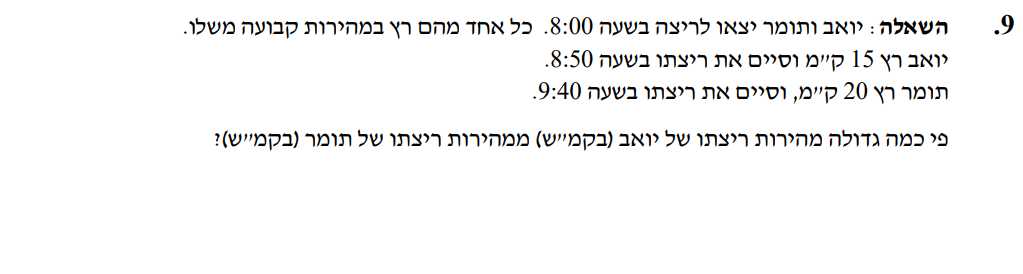 9. השאלה: יואב ותומר יצאו לריצה בשעה 8:00. כל אחד מהם רץ במהירות קבועה משלו.
יואב רץ 15 ק"מ וסיים את ריצתו בשעה 8:50.
תומר רץ 20 ק"מ, וסיים את ריצתו בשעה 9:40.
פי כמה גדולה מהירות ריצתו של יואב (בקמ"ש) ממהירות ריצתו של תומר (בקמ"ש)?